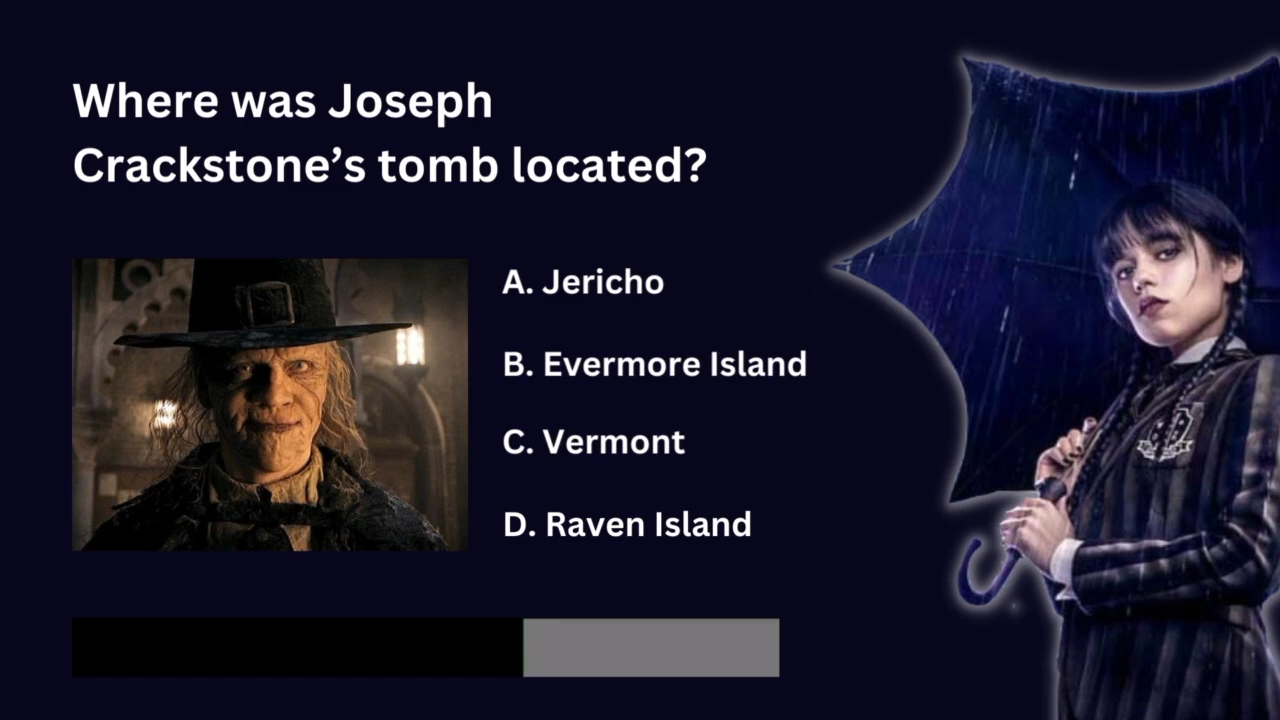 Where was Joseph
Crackstone’s tomb located?
A. Jericho
B. Evermore Island
C. Vermont
D. Raven Island